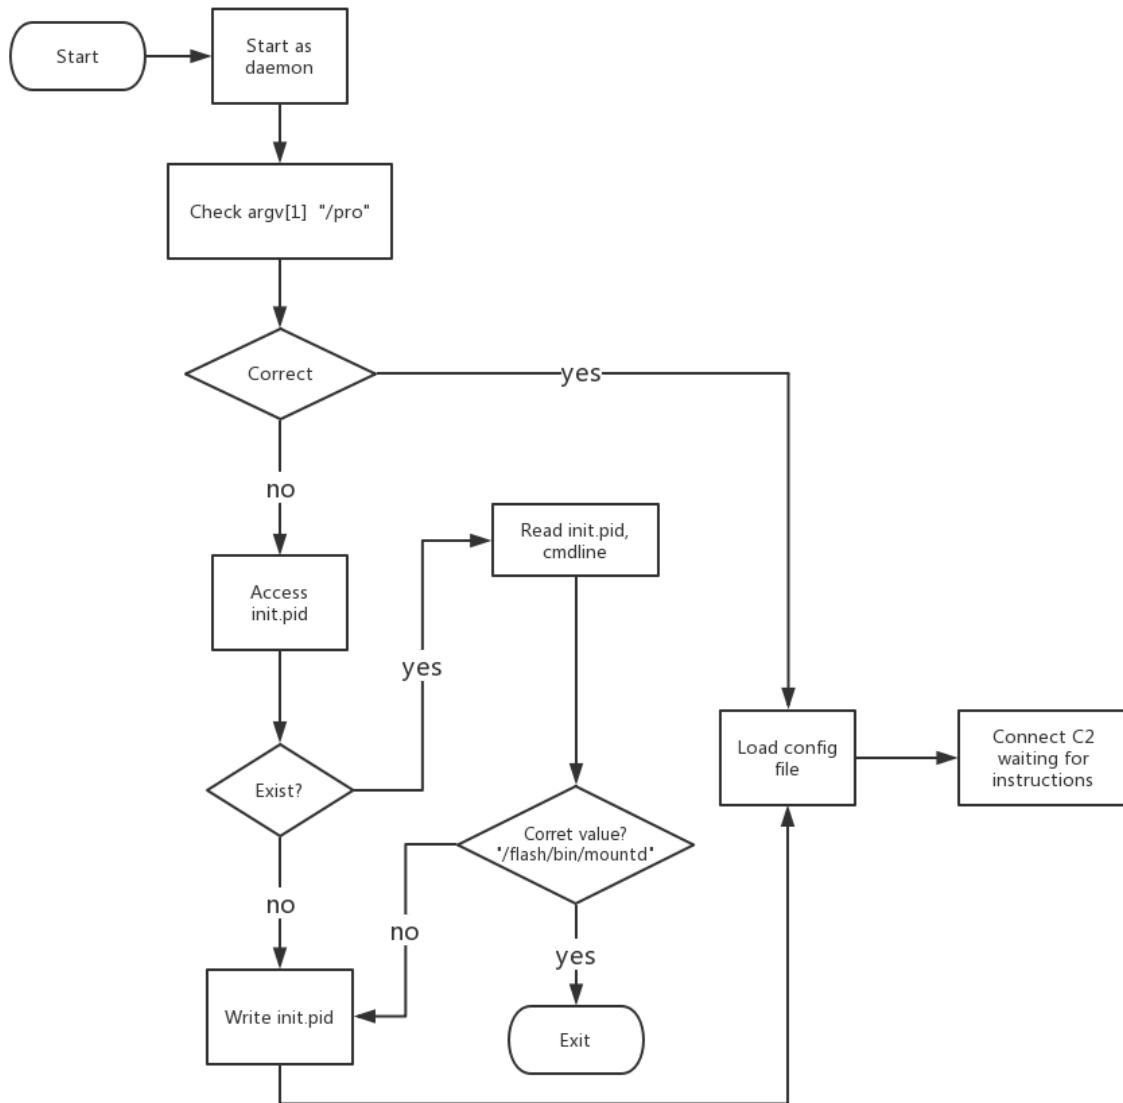 Start
Start as
daemon
Check argv[1] "/pro"
Correct
yes
no
Read init.pid,
cmdline
Access
init.pid
yes
Load config
file
Connect C2
waiting for
instructions
Exist?
Corret value?
"/flash/bin/mountd"
no
no
yes
Write init.pid
Exit